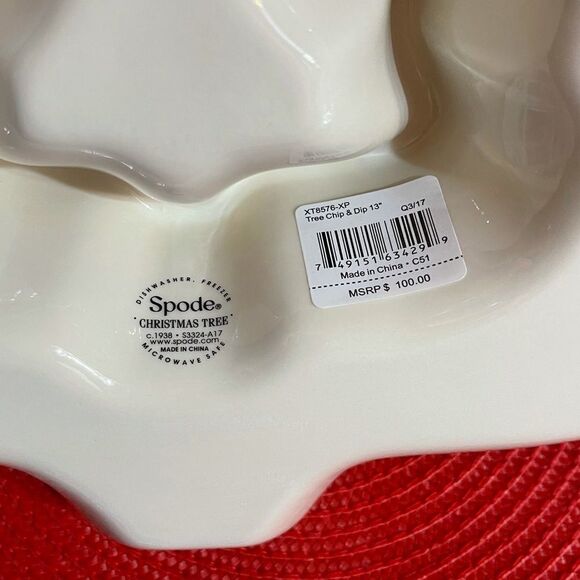 DISHWASHER, FREEZER
Spode®
· CHRISTMAS TREE ·
c.1938 • S3324-A17
www.spode.com
MADE IN CHINA
MICROWAVE SAFE
XT8576-XP Q3/17
Tree Chip & Dip 13"
7 49151 63429 9
Made in China - C51
MSRP $ 100.00